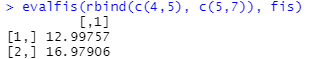 > evalfis(rbind(c(4,5), c(5,7)), fis)
[,1]
[1,] 12.99757
[2,] 16.97906